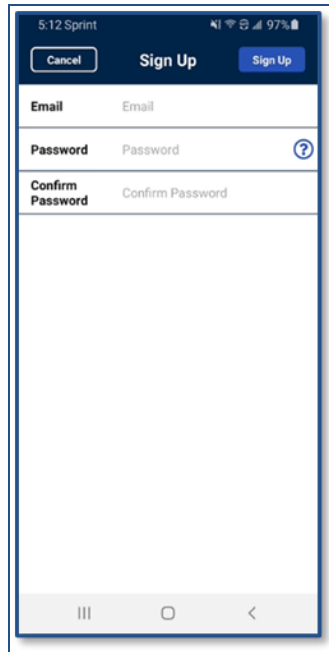 5:12 Sprint 97%
Cancel Sign Up Sign Up
Email Email
Password Password ?
Confirm
Password Confirm Password